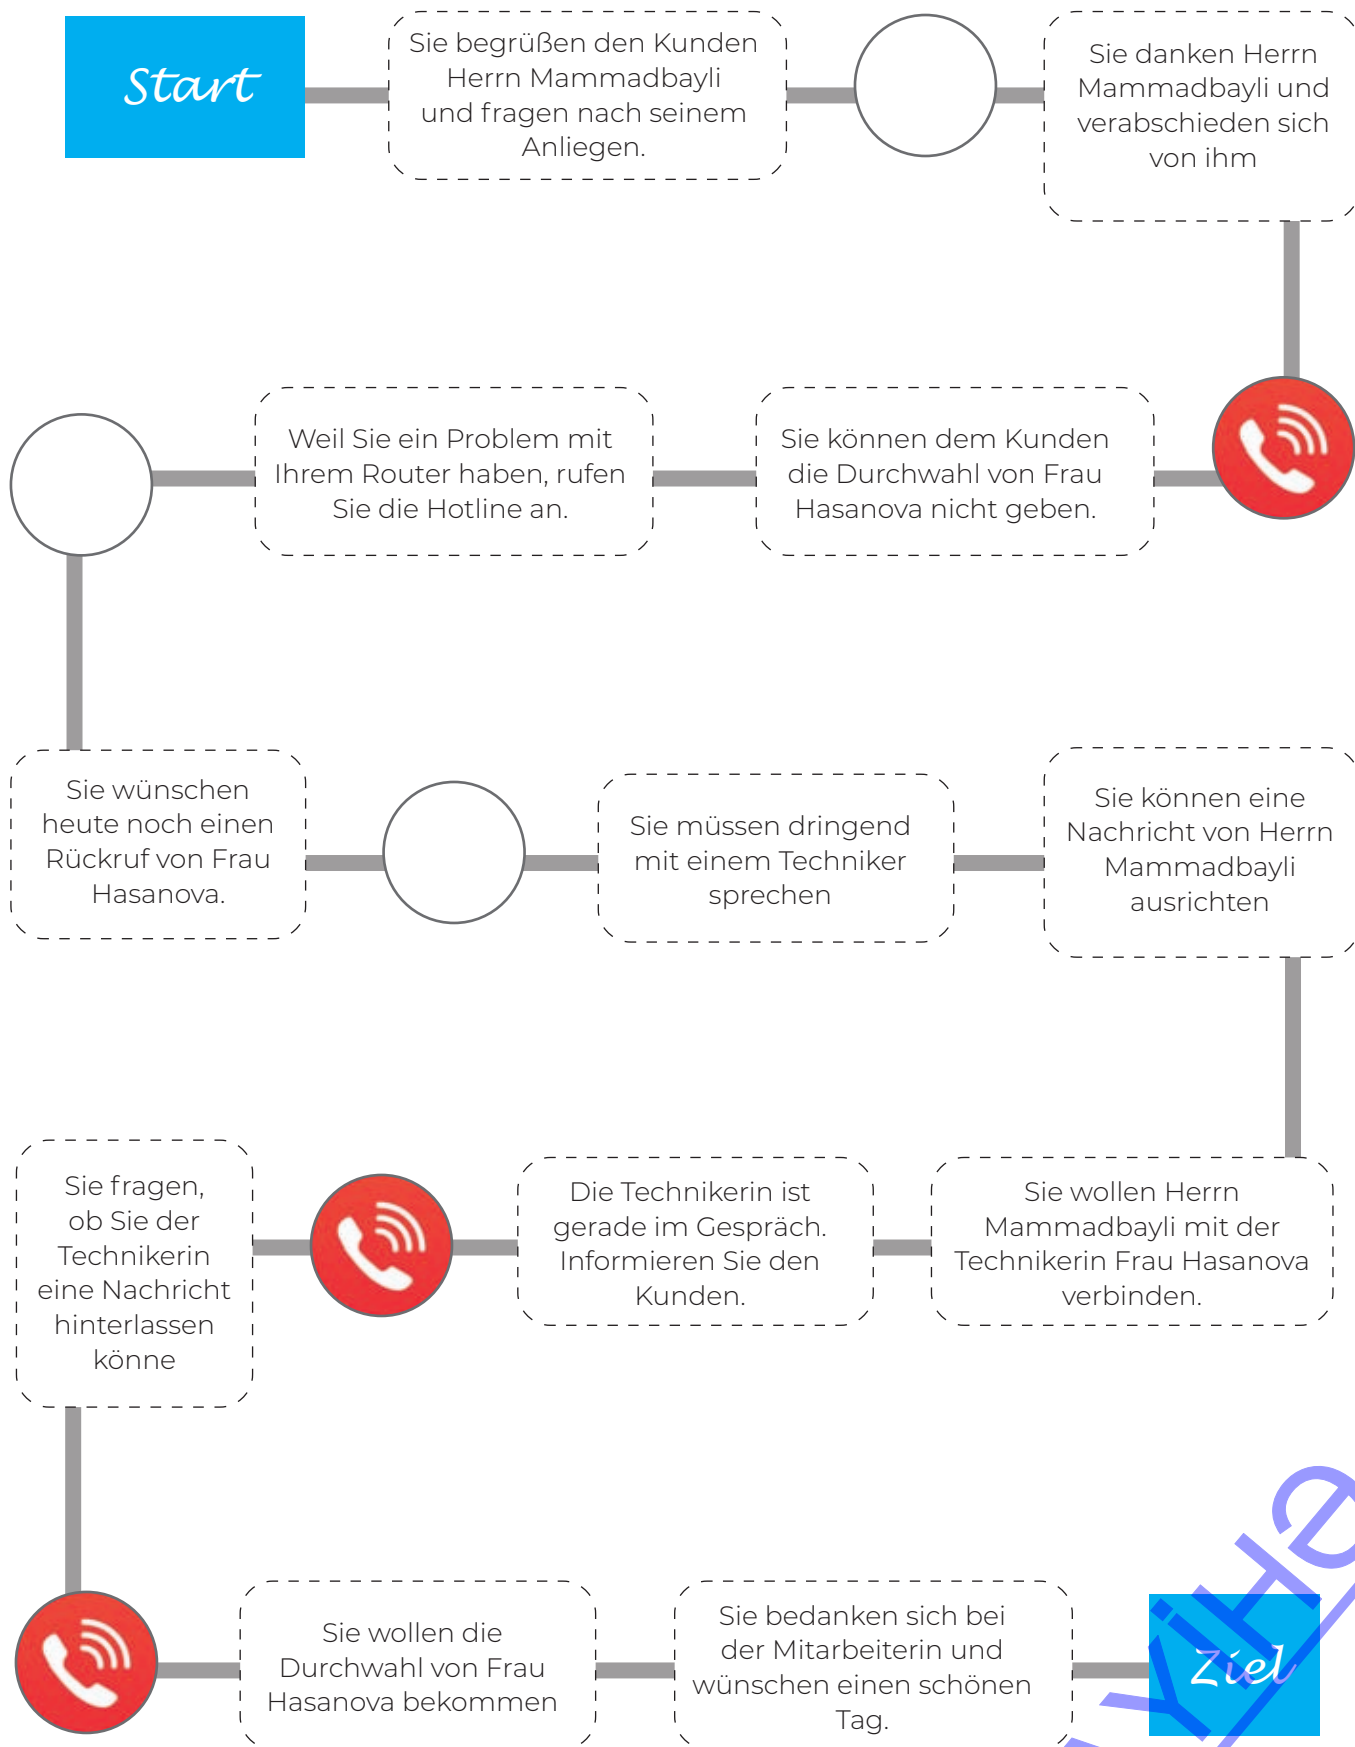 Start
Sie begrüßen den Kunden
Herrn Mammadbayli
und fragen nach seinem
Anliegen.
Sie danken Herrn
Mammadbayli und
verabschieden sich
von ihm
Sie können dem Kunden
die Durchwahl von Frau
Hasanova nicht geben.
Weil Sie ein Problem mit
Ihrem Router haben, rufen
Sie die Hotline an.
Sie wünschen
heute noch einen
Rückruf von Frau
Hasanova.
Sie müssen dringend
mit einem Techniker
sprechen
Sie können eine
Nachricht von Herrn
Mammadbayli
ausrichten
Sie wollen Herrn
Mammadbayli mit der
Technikerin Frau Hasanova
verbinden.
Die Technikerin ist
gerade im Gespräch.
Informieren Sie den
Kunden.
Sie fragen,
ob Sie der
Technikerin
eine Nachricht
hinterlassen
könne
Sie wollen die
Durchwahl von Frau
Hasanova bekommen
Sie bedanken sich bei
der Mitarbeiterin und
wünschen einen schönen
Tag.
Ziel